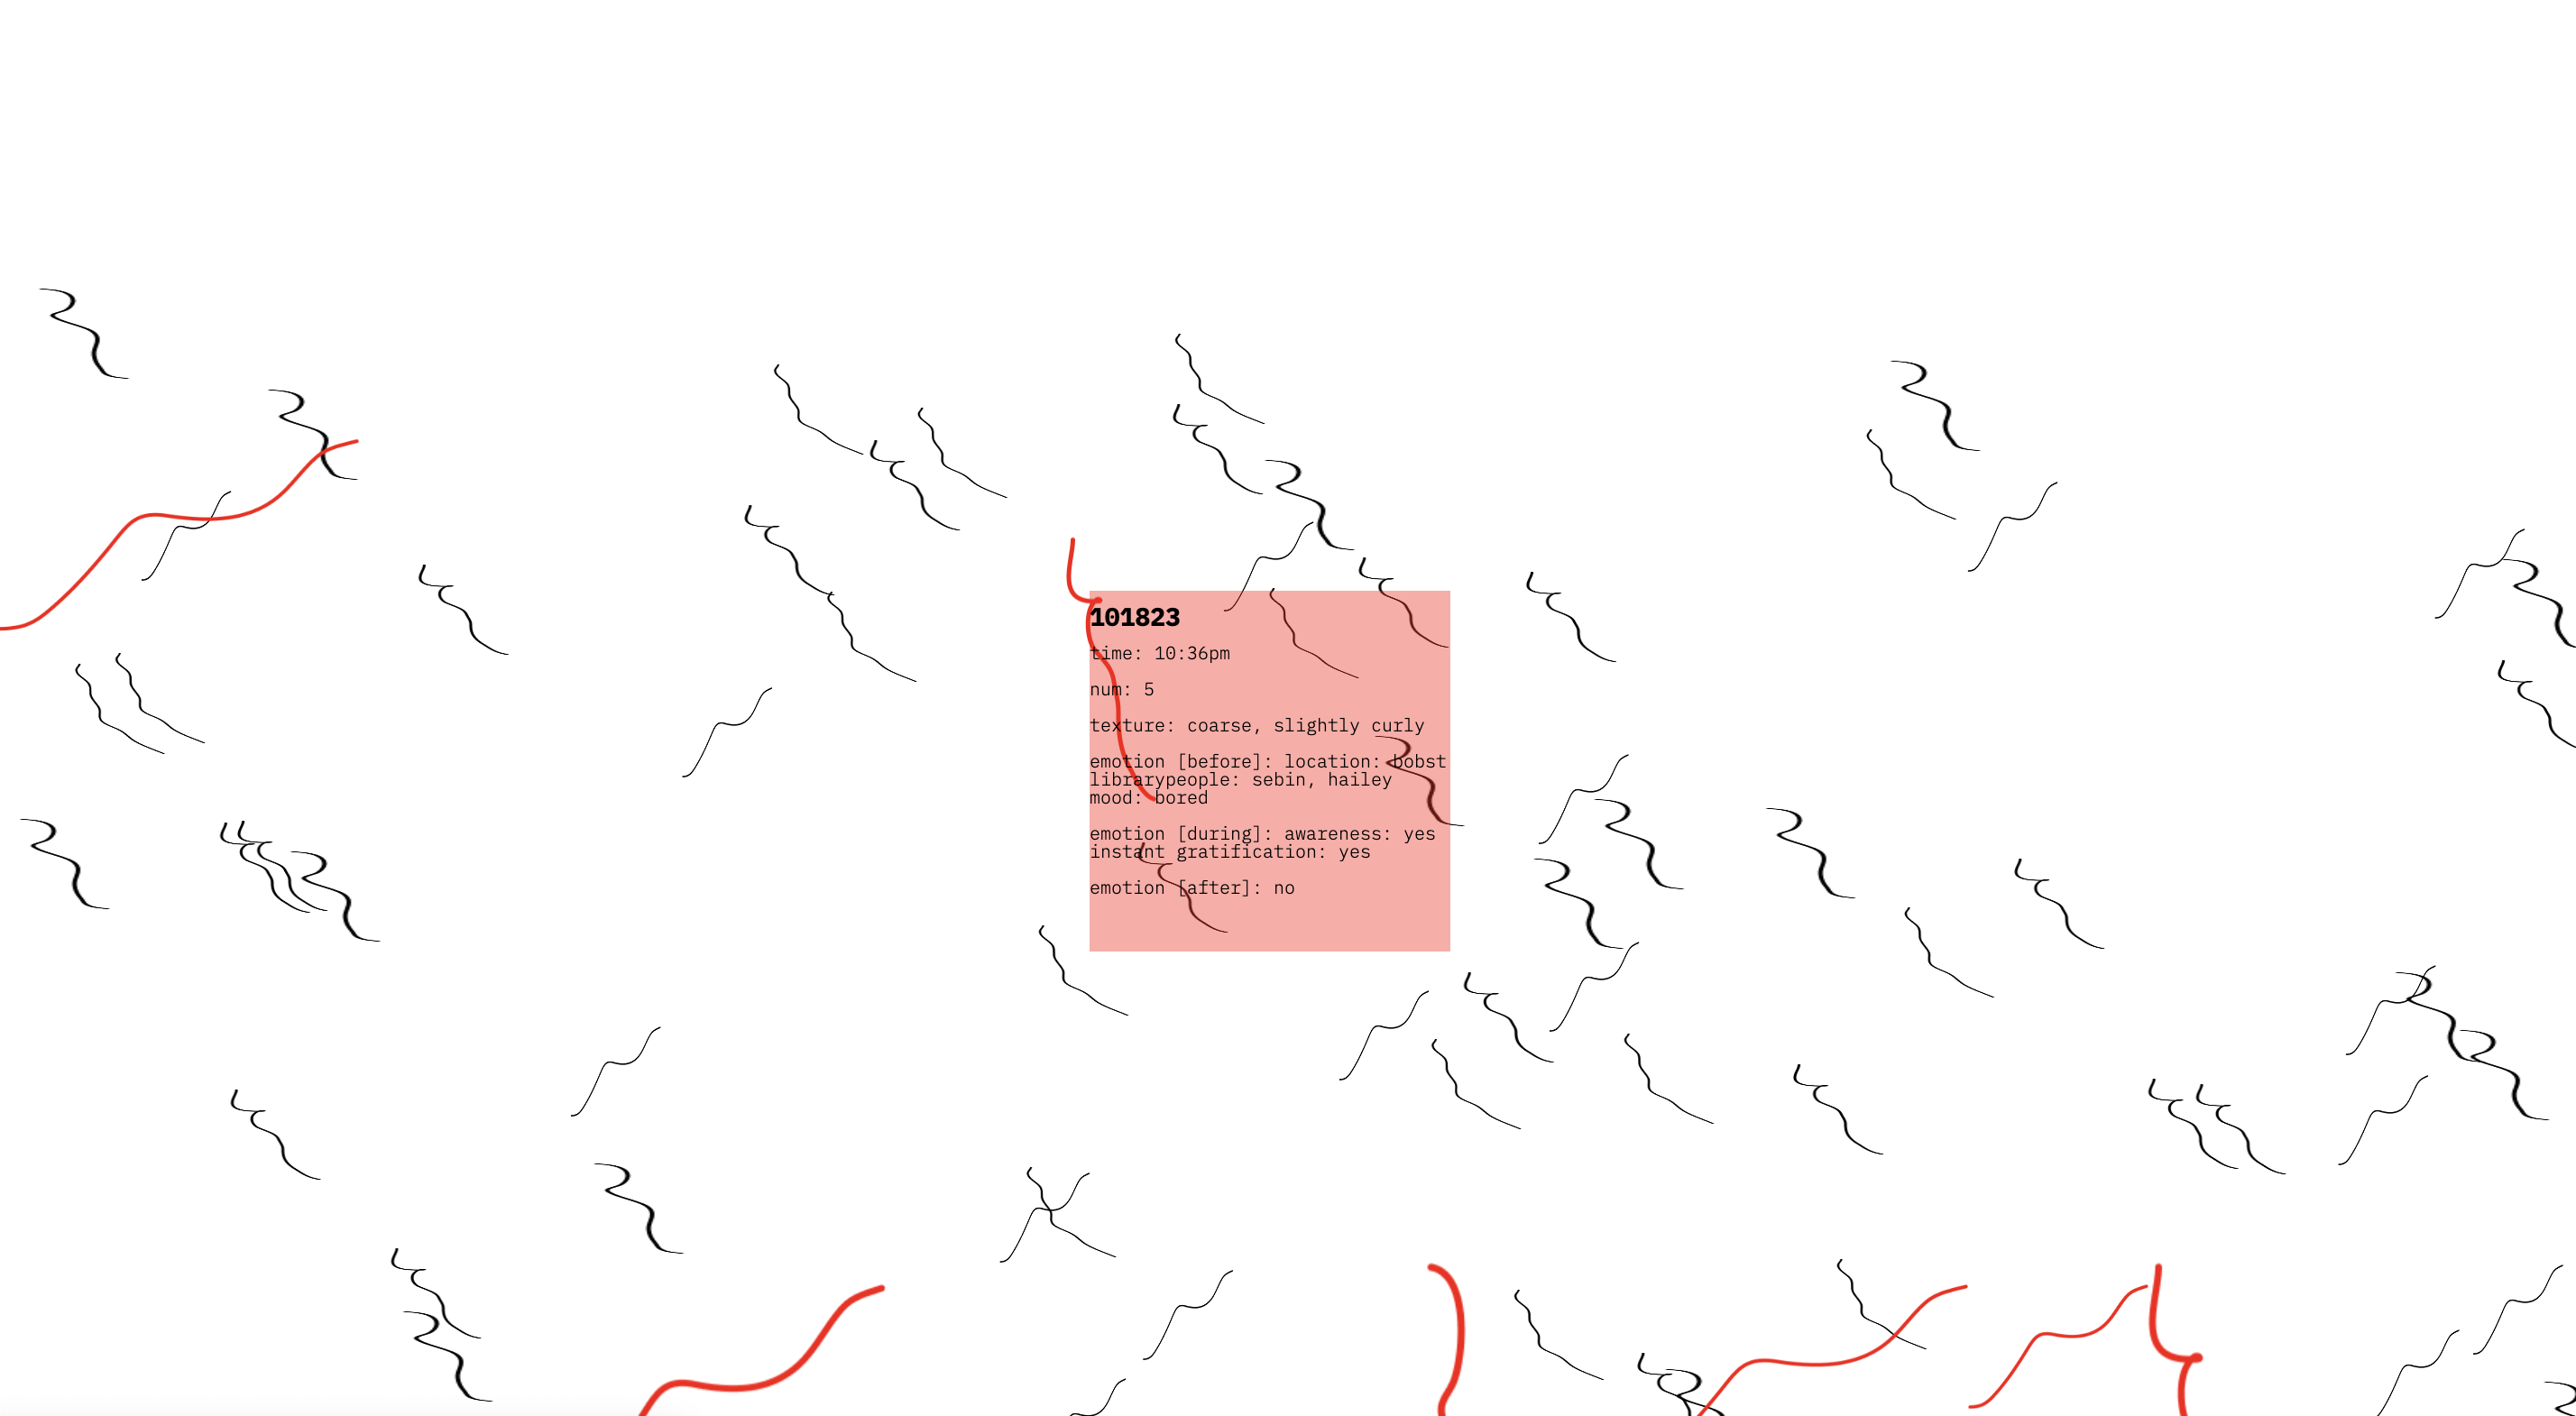 101823
time: 10:36pm
num: 5
texture: coarse, slightly curly
emotion [before]: location: bobst
librarypeople: sebin, hailey
mood: bored
emotion [during]: awareness: yes
instant gratification: yes
emotion [after]: no